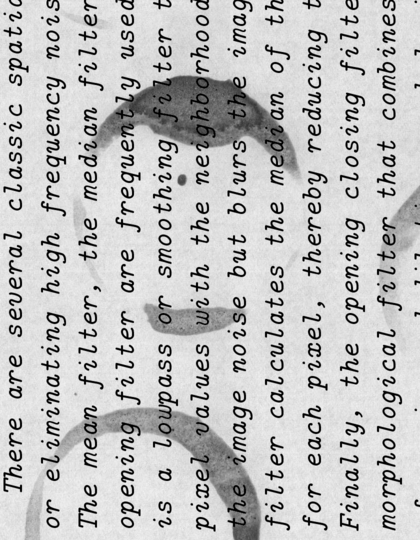 There are several classic spatia
or eliminating high frequency nois
The mean filter, the median filter
opening filter are frequently used
is a lowpass or smoothing filter t
pixel values with the neighborhood
the image noise but blurs the imag
filter calculates the median of th
for each pixel, thereby reducing t
Finally, the opening closing filte
morphological filter that combines